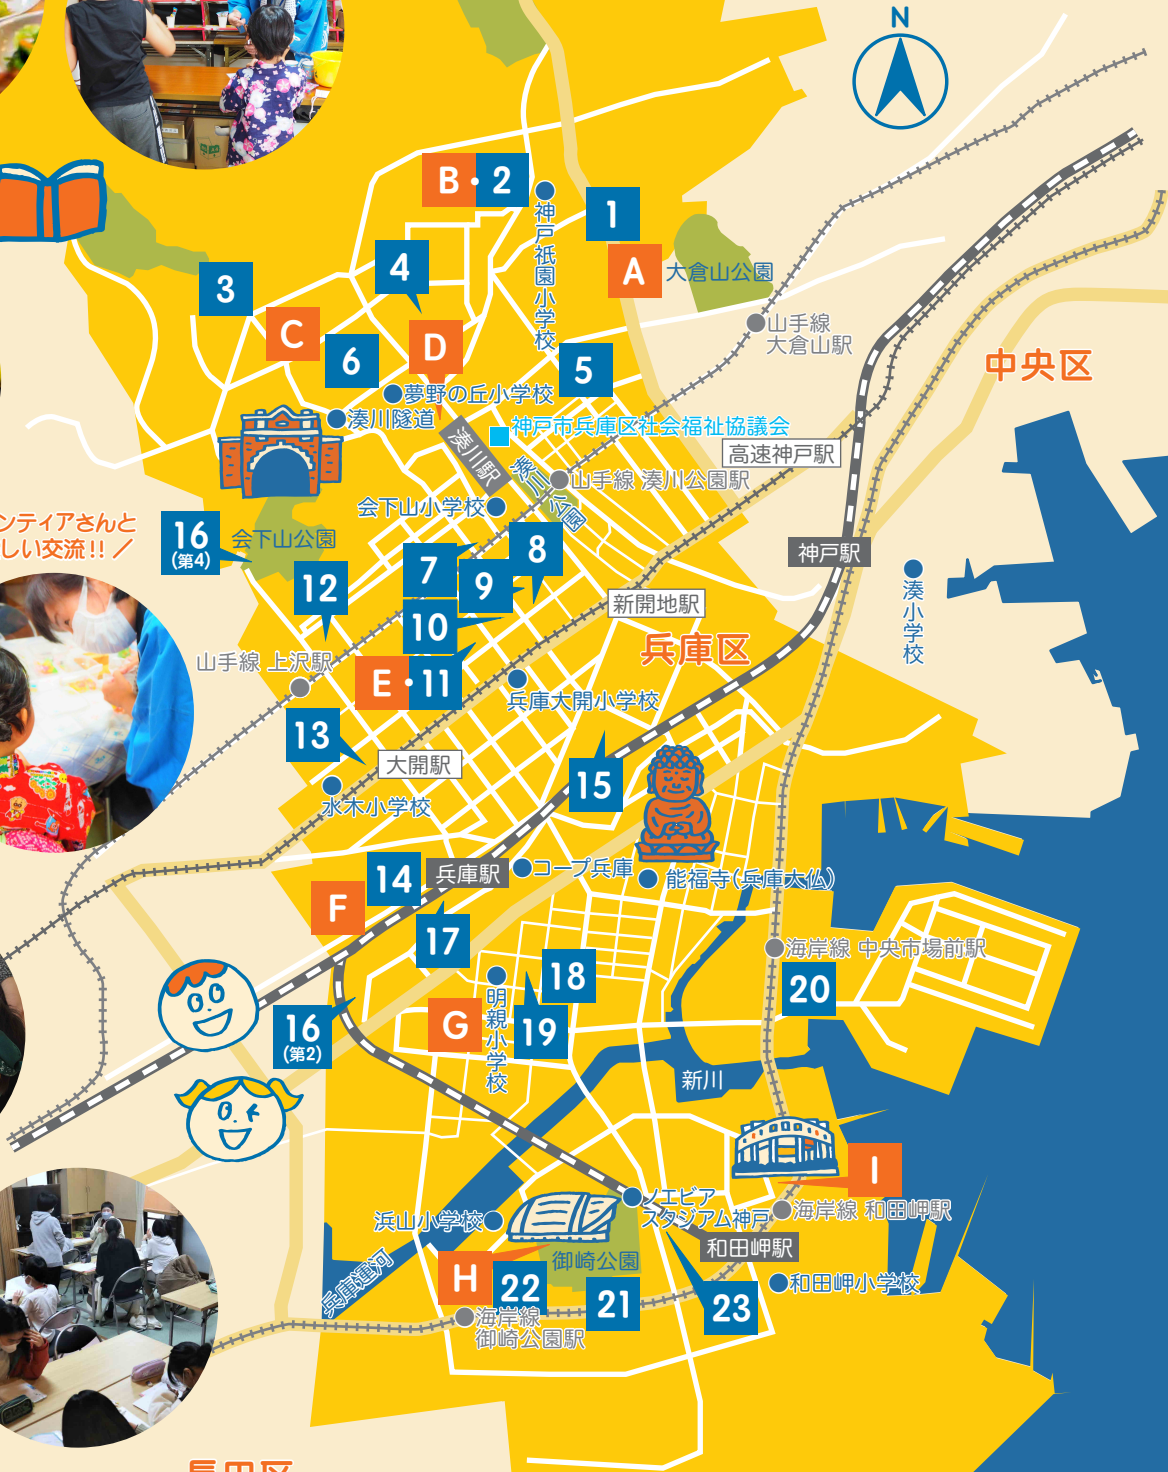 N
B・2
神戸祇園小学校
1
4
A
大倉山公園
3
C
D
6
5
山手線
大倉山駅
中央区
夢野の丘小学校
湊川隧道
神戸市兵庫区社会福祉協議会
湊川駅
高速神戸駅
湊川公園
山手線 湊川公園駅
会下山小学校
ンティアさんと
しい交流!! ／
16
(第4)
会下山公園
8
神戸駅
7
9
12
湊小学校
新開地駅
10
兵庫区
山手線 上沢駅
E・11
兵庫大開小学校
13
大開駅
15
水木小学校
14
兵庫駅
コープ兵庫
能福寺(兵庫大仏)
F
17
海岸線 中央市場前駅
18
20
明親小学校
G
19
16
(第2)
新川
I
ノエビア
スタジアム神戸
海岸線 和田岬駅
浜山小学校
和田岬駅
御崎公園
兵庫運河
H
22
和田岬小学校
21
23
海岸線
御崎公園駅
長田区